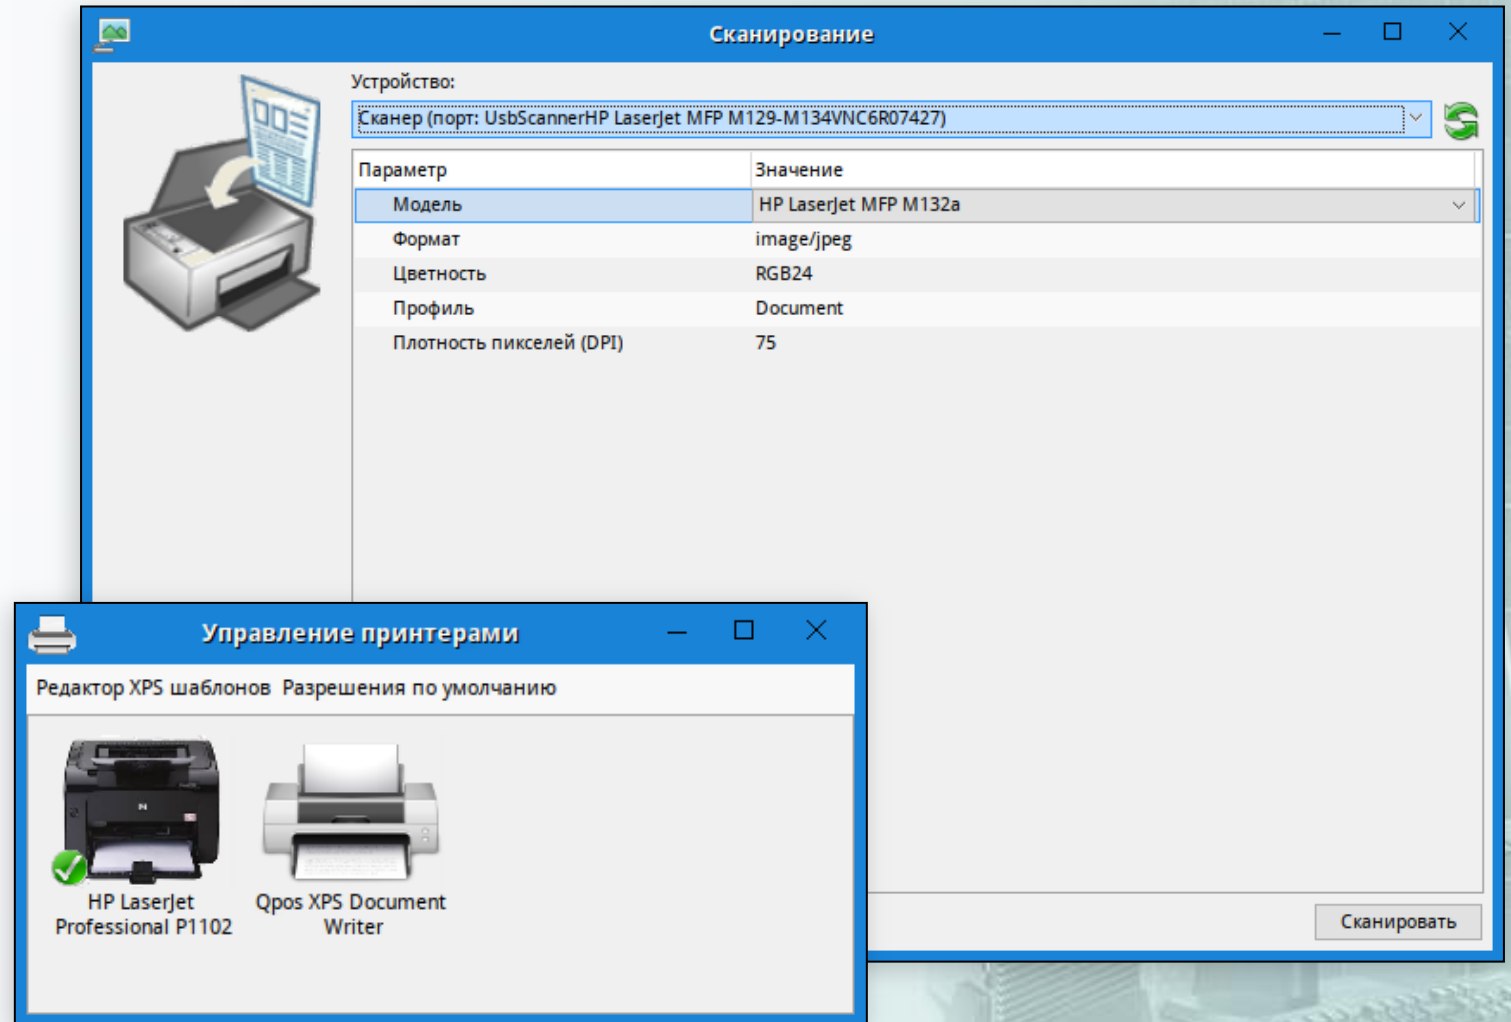 Сканирование
Устройство:
Сканер (порт: UsbScannerHP LaserJet MFP M129-M134VNC6R07427)
Параметр Значение
Модель HP LaserJet MFP M132a
Формат image/jpeg
Цветность RGB24
Профиль Document
Плотность пикселей (DPI) 75
Сканировать
Управление принтерами
Редактор XPS шаблонов Разрешения по умолчанию
HP LaserJet
Professional P1102
Qpos XPS Document
Writer